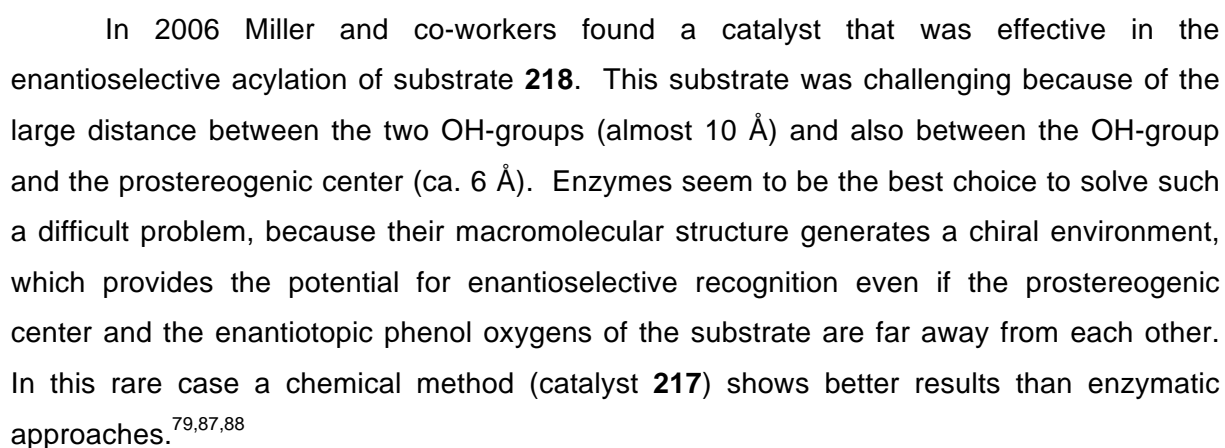 In 2006 Miller and co-workers found a catalyst that was effective in the
enantioselective acylation of substrate 218. This substrate was challenging because of the
large distance between the two OH-groups (almost 10 Å) and also between the OH-group
and the prostereogenic center (ca. 6 Å). Enzymes seem to be the best choice to solve such
a difficult problem, because their macromolecular structure generates a chiral environment,
which provides the potential for enantioselective recognition even if the prostereogenic
center and the enantiotopic phenol oxygens of the substrate are far away from each other.
In this rare case a chemical method (catalyst 217) shows better results than enzymatic
approaches.79,87,88